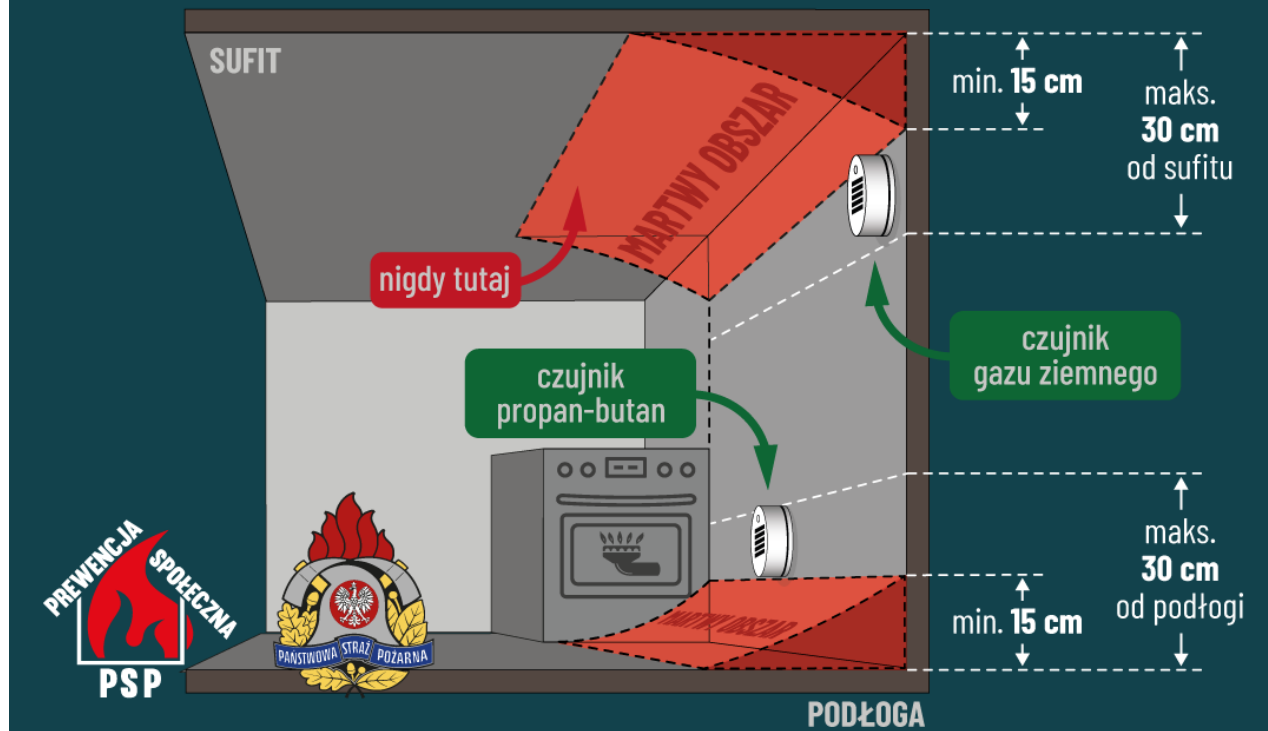 SUFIT
MARTWY OBSZAR
min. 15 cm
maks.
30 cm
od sufitu
nigdy tutaj
czujnik
gazu ziemnego
czujnik
propan-butan
maks.
30 cm
od podłogi
min. 15 cm
MARTWY OBSZAR
PREWENCJA
SPOŁECZNA
PSP
PAŃSTWOWA STRAŻ POŻARNA
PODŁOGA